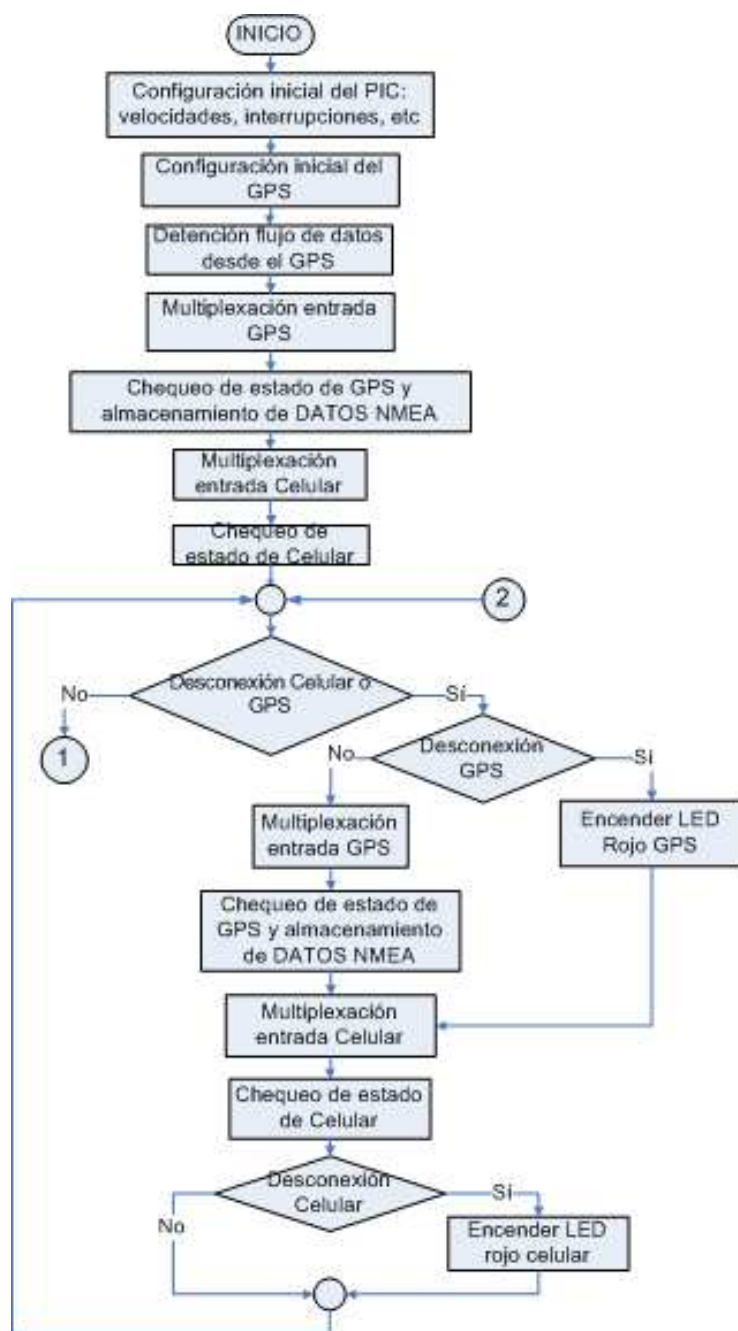 INICIO
Configuración inicial del PIC:
velocidades, interrupciones, etc
Configuración inicial del
GPS
Detención flujo de datos
desde el GPS
Multiplexación entrada
GPS
Chequeo de estado de GPS y
almacenamiento de DATOS NMEA
Multiplexación
entrada Celular
Chequeo de
estado de Celular
2
Desconexión Celular o
GPS
No
Sí
1
Desconexión
GPS
No
Sí
Multiplexación
entrada GPS
Encender LED
Rojo GPS
Chequeo de estado de
GPS y almacenamiento
de DATOS NMEA
Multiplexación
entrada Celular
Chequeo de estado
de Celular
Desconexión
Celular
No
Sí
Encender LED
rojo celular